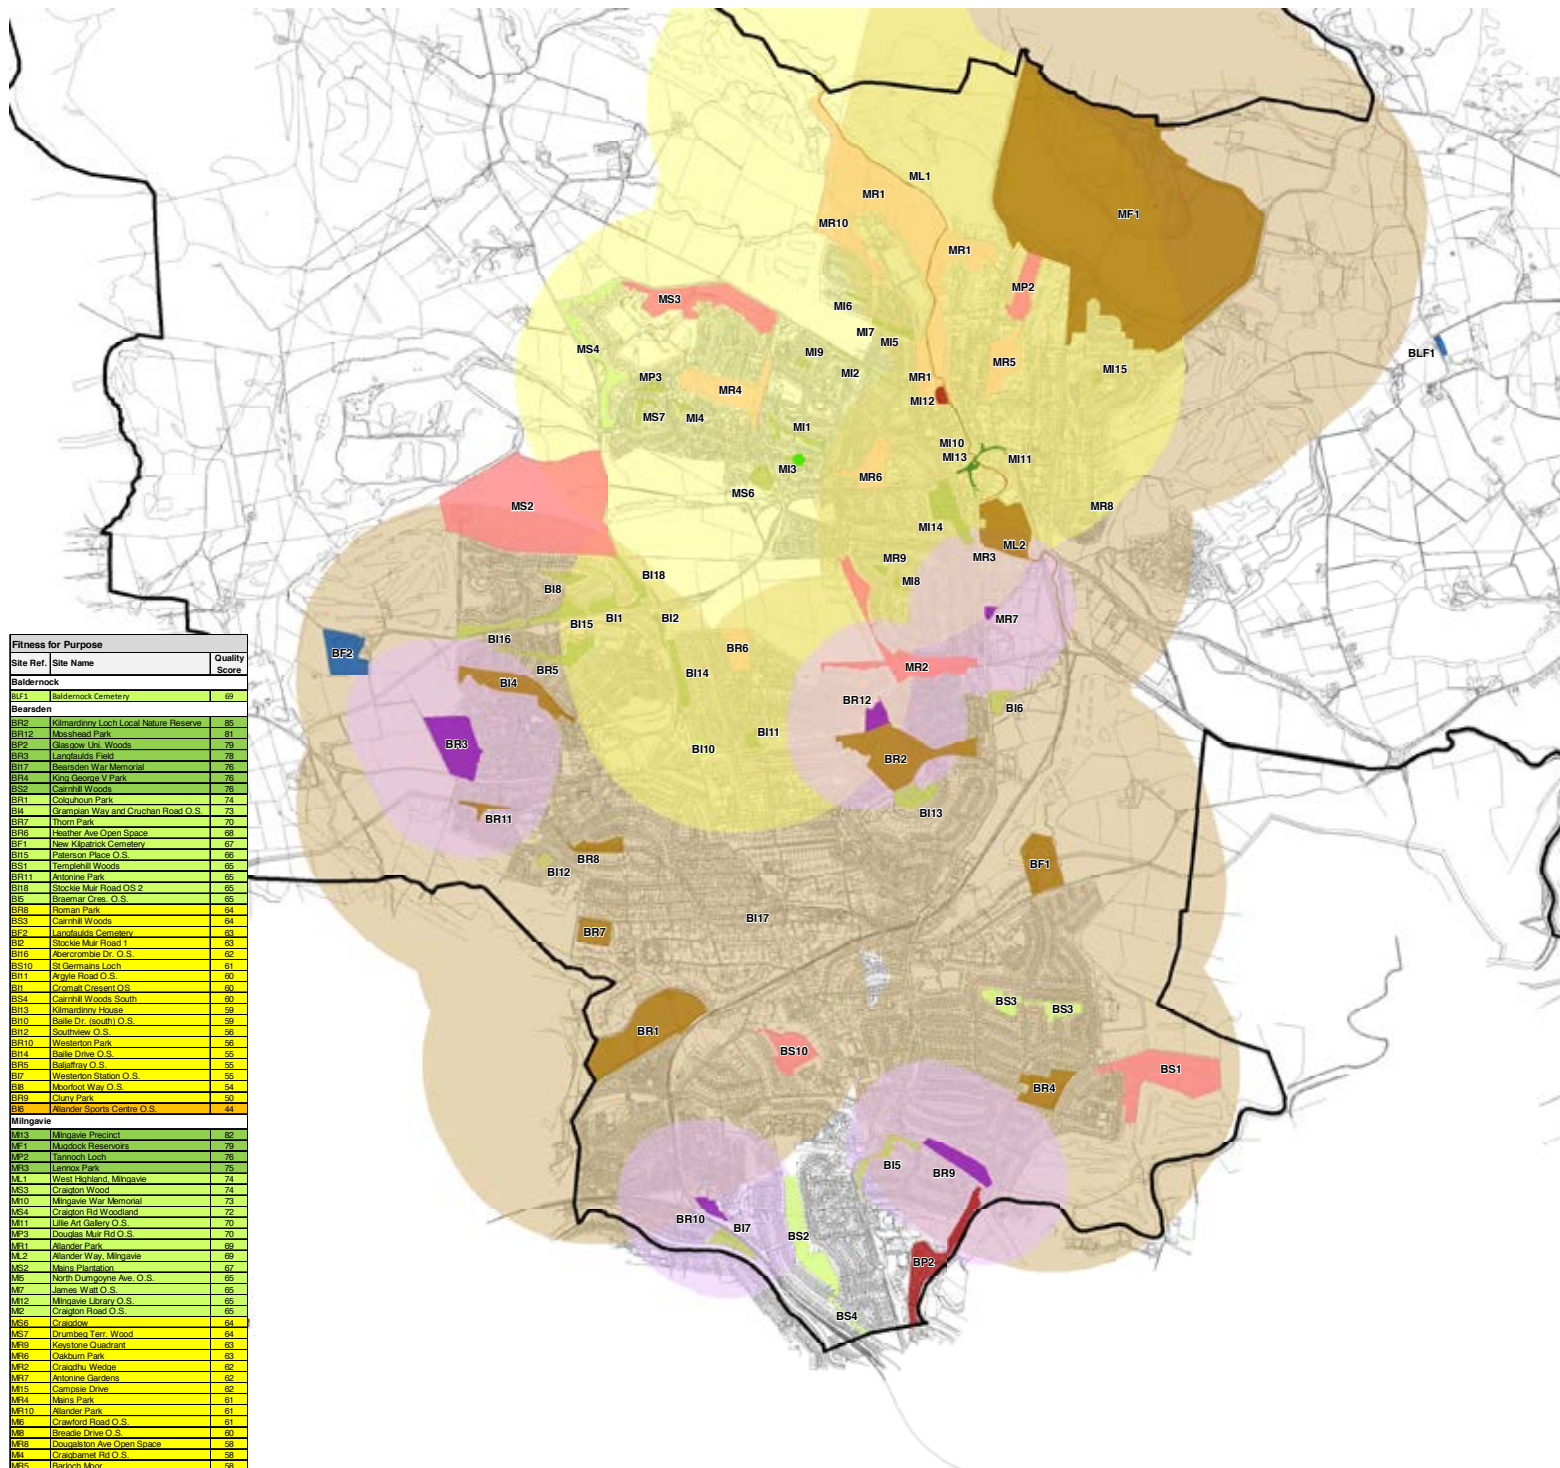 ML1
MR1
MF1
MR10
MR1
MP2
MS3
MI6
MI7
MI5
MS4
MI9
BLF1
MR5
MI15
MP3
MI2
MR1
MR4
MI12
MS7
MI4
MI1
MI10
MI13
MI11
MI3
MR6
MS6
MS2
MR8
MI14
ML2
MR9
MR3
BI18
MI8
BI8
BI1
BI2
MR7
BI15
BI16
BR6
BF2
MR2
BR5
BI14
BI4
BR12
BI6
BI11
BR3
BI10
BR2
BI13
BR11
BR8
BF1
BI12
BI17
BR7
BS3
BS3
BR1
BS10
BS1
BR4
BI5
BR9
BR10
BI7
BS2
BP2
BS4
Fitness for Purpose
Site Ref. Site Name Quality Score
Baldernock
BLF1 Baldernock Cemetery 69
Bearsden
BR2 Kilmardinny Loch Local Nature Reserve 85
BR12 Mosshead Park 81
BP2 Glasgow Uni. Woods 79
BR3 Langfaulds Field 78
BI17 Bearsden War Memorial 76
BR4 King George V Park 76
BS2 Cairnhill Woods 76
BR1 Colquhoun Park 74
BI4 Grampian Way and Cruchan Road O.S. 73
BR7 Thorn Park 70
BR6 Heather Ave Open Space 68
BF1 New Kilpatrick Cemetery 67
BI15 Paterson Place O.S. 66
BS1 Templehill Woods 65
BR11 Antonine Park 65
BI18 Stockie Muir Road OS 2 65
BI5 Braemar Cres. O.S. 65
BR8 Roman Park 64
BS3 Cairnhill Woods 64
BF2 Langfaulds Cemetery 63
BI2 Stockie Muir Road 1 63
BI16 Abercrombie Dr. O.S. 62
BS10 St Germains Loch 61
BI11 Argyle Road O.S. 60
BI1 Cromalt Cresent OS 60
BS4 Cairnhill Woods South 60
BI13 Kilmardinny House 59
BI10 Bailie Dr. (south) O.S. 59
BI12 Southview O.S. 56
BR10 Westerton Park 56
BI14 Bailie Drive O.S. 55
BR5 Baljaffray O.S. 55
BI7 Westerton Station O.S. 55
BI8 Moorfoot Way O.S. 54
BR9 Cluny Park 50
BI6 Allander Sports Centre O.S. 44
Milngavie
MI13 Milngavie Precinct 82
MF1 Mugdock Reservoirs 79
MP2 Tannoch Loch 76
MR3 Lennox Park 75
ML1 West Highland, Milngavie 74
MS3 Craigton Wood 74
MI10 Milngavie War Memorial 73
MS4 Craigton Rd Woodland 72
MI11 Lillie Art Gallery O.S. 70
MP3 Douglas Muir Rd O.S. 70
MR1 Allander Park 69
ML2 Allander Way, Milngavie 69
MS2 Mains Plantation 67
MI5 North Dumgoyne Ave. O.S. 65
MI7 James Watt O.S. 65
MI12 Milngavie Library O.S. 65
MI2 Craigton Road O.S. 65
MS6 Craigdow 64
MS7 Drumbeg Terr. Wood 64
MR9 Keystone Quadrant 63
MR6 Oakburn Park 63
MR2 Craigdhu Wedge 62
MR7 Antonine Gardens 62
MI15 Campsie Drive 62
MR4 Mains Park 61
MR10 Allander Park 61
MI6 Crawford Road O.S. 61
MI8 Breadie Drive O.S. 60
MR8 Dougalston Ave Open Space 58
MI4 Craigbarnet Rd O.S. 58
MR5 Barloch Moor 58